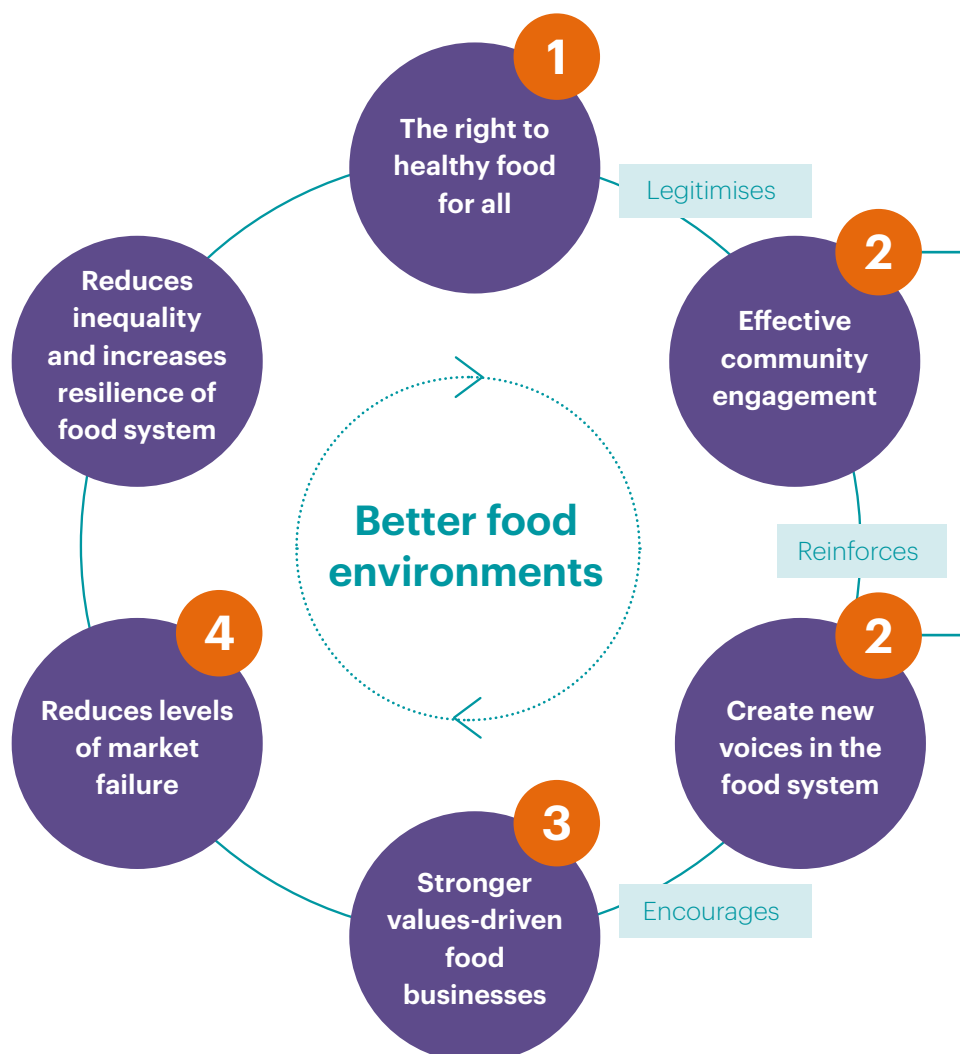 1
The right to
healthy food
for all
Legitimises
2
Effective
community
engagement
Reinforces
2
Create new
voices in the
food system
Encourages
3
Stronger
values-driven
food
businesses
4
Reduces levels
of market
failure
Reduces
inequality
and increases
resilience of
food system
Better food
environments